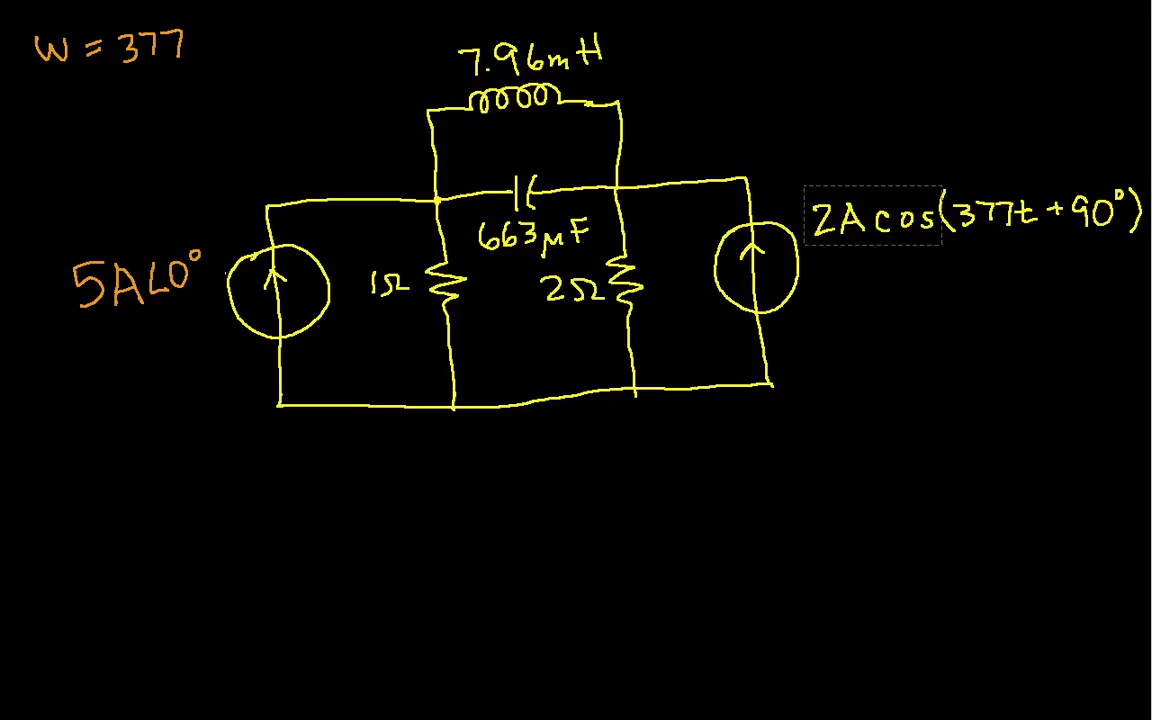 W = 377
7.96mH
663μF
2A cos(377t + 90°)
5A∠0°
1Ω
2Ω